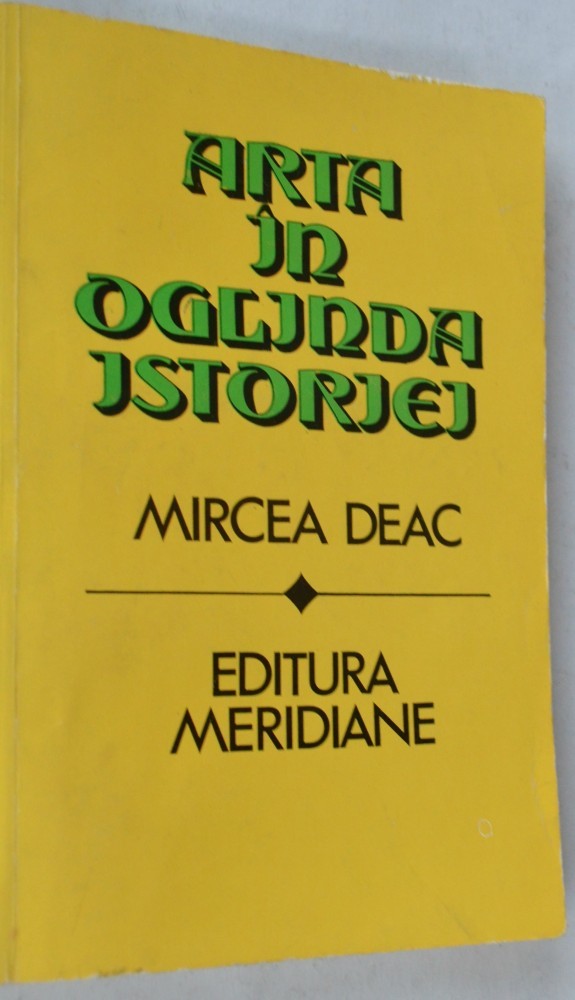 ARTA
ÎN
OGLINDA
ISTORIEI
MIRCEA DEAC
EDITURA
MERIDIANE